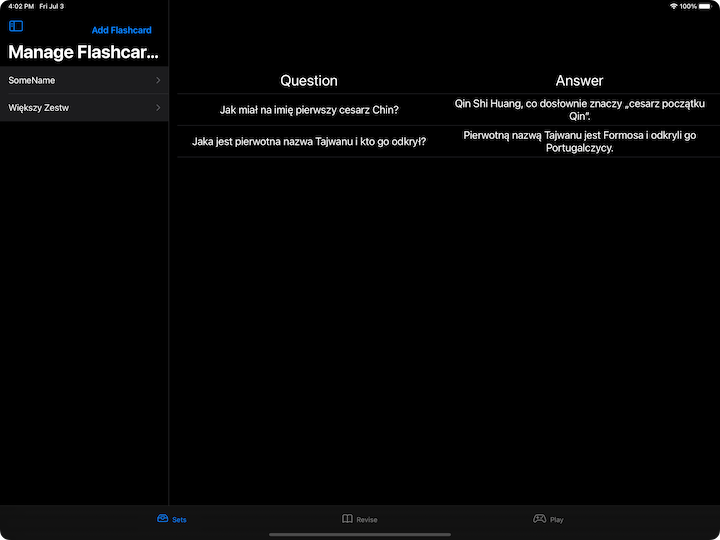 4:02 PM Fri Jul 3
100%
Add Flashcard
Manage Flashcar...
SomeName
Większy Zestw
Question
Answer
Jak miał na imię pierwszy cesarz Chin?
Qin Shi Huang, co dosłownie znaczy „cesarz początku
Qin”.
Jaka jest pierwotna nazwa Tajwanu i kto go odkrył?
Pierwotną nazwą Tajwanu jest Formosa i odkryli go
Portugalczycy.
Sets
Revise
Play